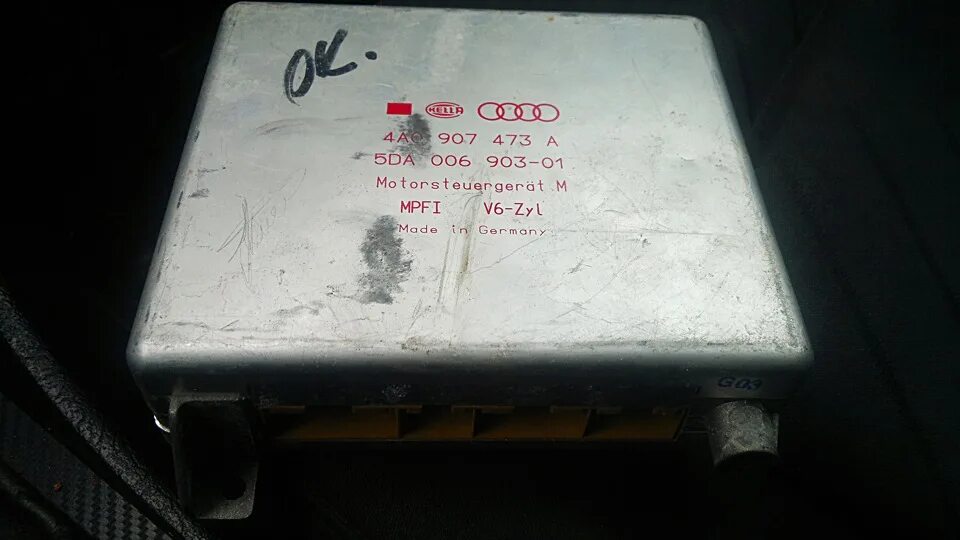 OK.
HELLA
4A0 907 473 A
5DA 006 903-01
Motorsteuergerät M
MPFI V6-Zyl
Made in Germany
G09